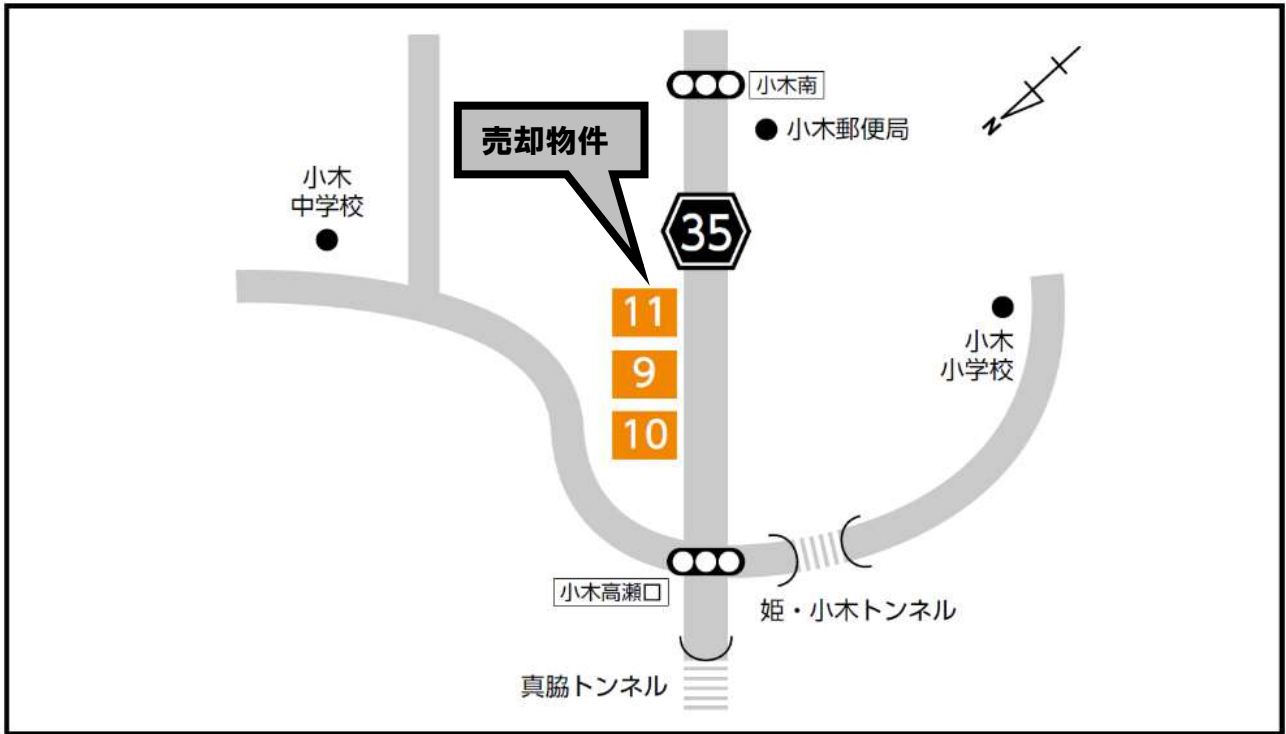 小木南
小木郵便局
N
売却物件
小木
中学校
35
11
9
10
小木
小学校
小木高瀬口
姫・小木トンネル
真脇トンネル